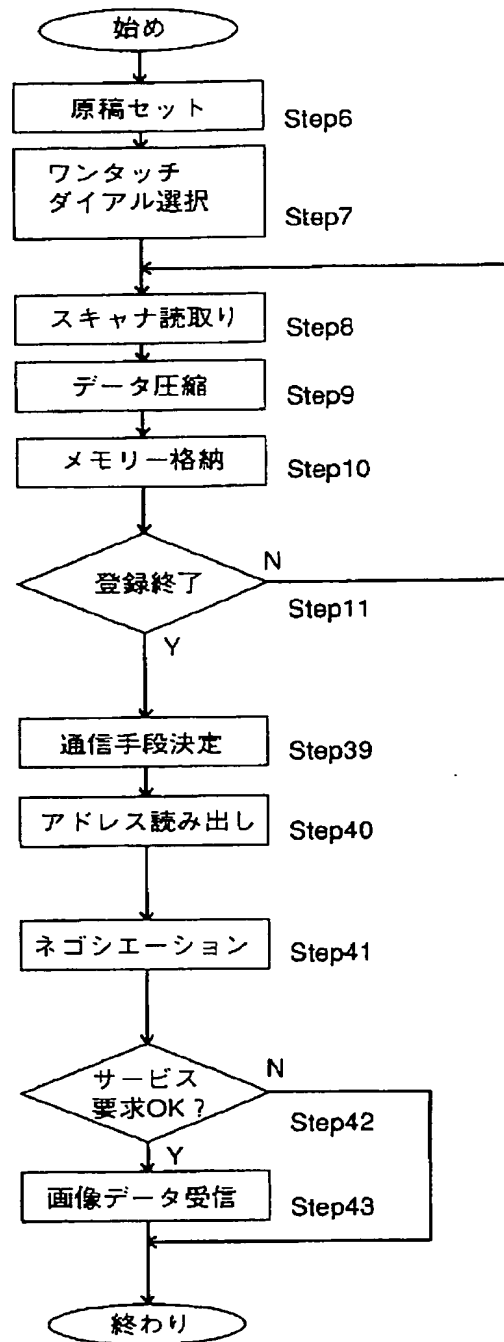 始め
原稿セット
Step6
ワンタッチ
ダイアル選択
Step7
スキャナ読取り
Step8
データ圧縮
Step9
メモリー格納
Step10
登録終了
N
Step11
Y
通信手段決定
Step39
アドレス読み出し
Step40
ネゴシエーション
Step41
サービス
要求OK?
N
Step42
Y
画像データ受信
Step43
終わり